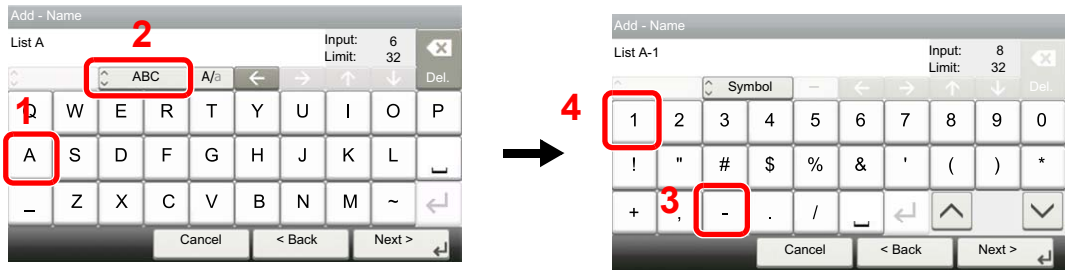 Add - Name
List A
2
Input: 6
Limit: 32
ABC
A/a
Del.
1
Q W E R T Y U I O P
A S D F G H J K L
_ Z X C V B N M ~
Cancel
< Back
Next >
Add - Name
List A-1
Input: 8
Limit: 32
Symbol
Del.
4
1 2 3 4 5 6 7 8 9 0
! " # $ % & ' ( ) *
3
+ , - . /
Cancel
< Back
Next >